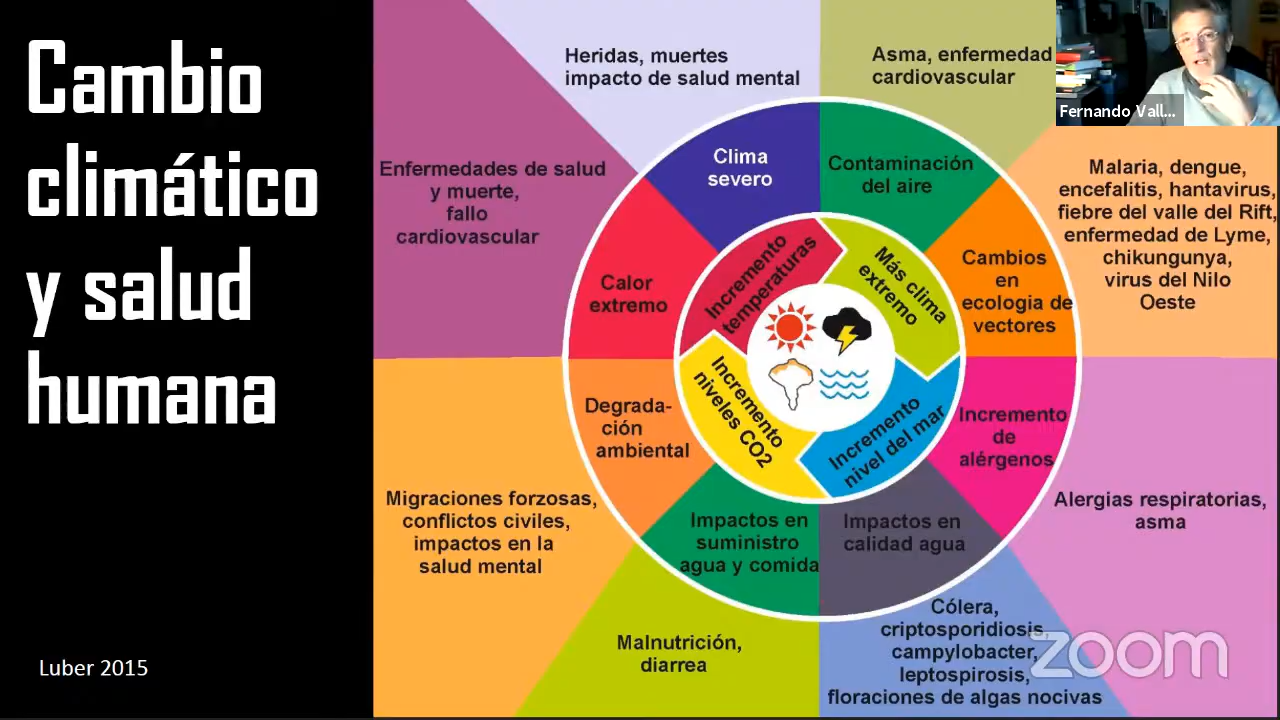 Cambio
climático
y salud
humana
Luber 2015
Heridas, muertes
impacto de salud mental
Asma, enfermedad
cardiovascular
Fernando Vall...
Enfermedades de salud
y muerte,
fallo
cardiovascular
Malaria, dengue,
encefalitis, hantavirus,
fiebre del valle del Rift,
enfermedad de Lyme,
chikungunya,
virus del Nilo
Oeste
Clima
severo
Contaminación
del aire
Calor
extremo
Cambios
en
ecologia de
vectores
Incremento
temperaturas
Más clima
extremo
Incremento
niveles CO2
Incremento
nivel del mar
Degrada-
ción
ambiental
Incremento
de
alérgenos
Impactos en
suministro
agua y comida
Impactos en
calidad agua
Migraciones forzosas,
conflictos civiles,
impactos en la
salud mental
Alergias respiratorias,
asma
Malnutrición,
diarrea
Cólera,
criptosporidiosis,
campylobacter,
leptospirosis,
floraciones de algas nocivas
zoom